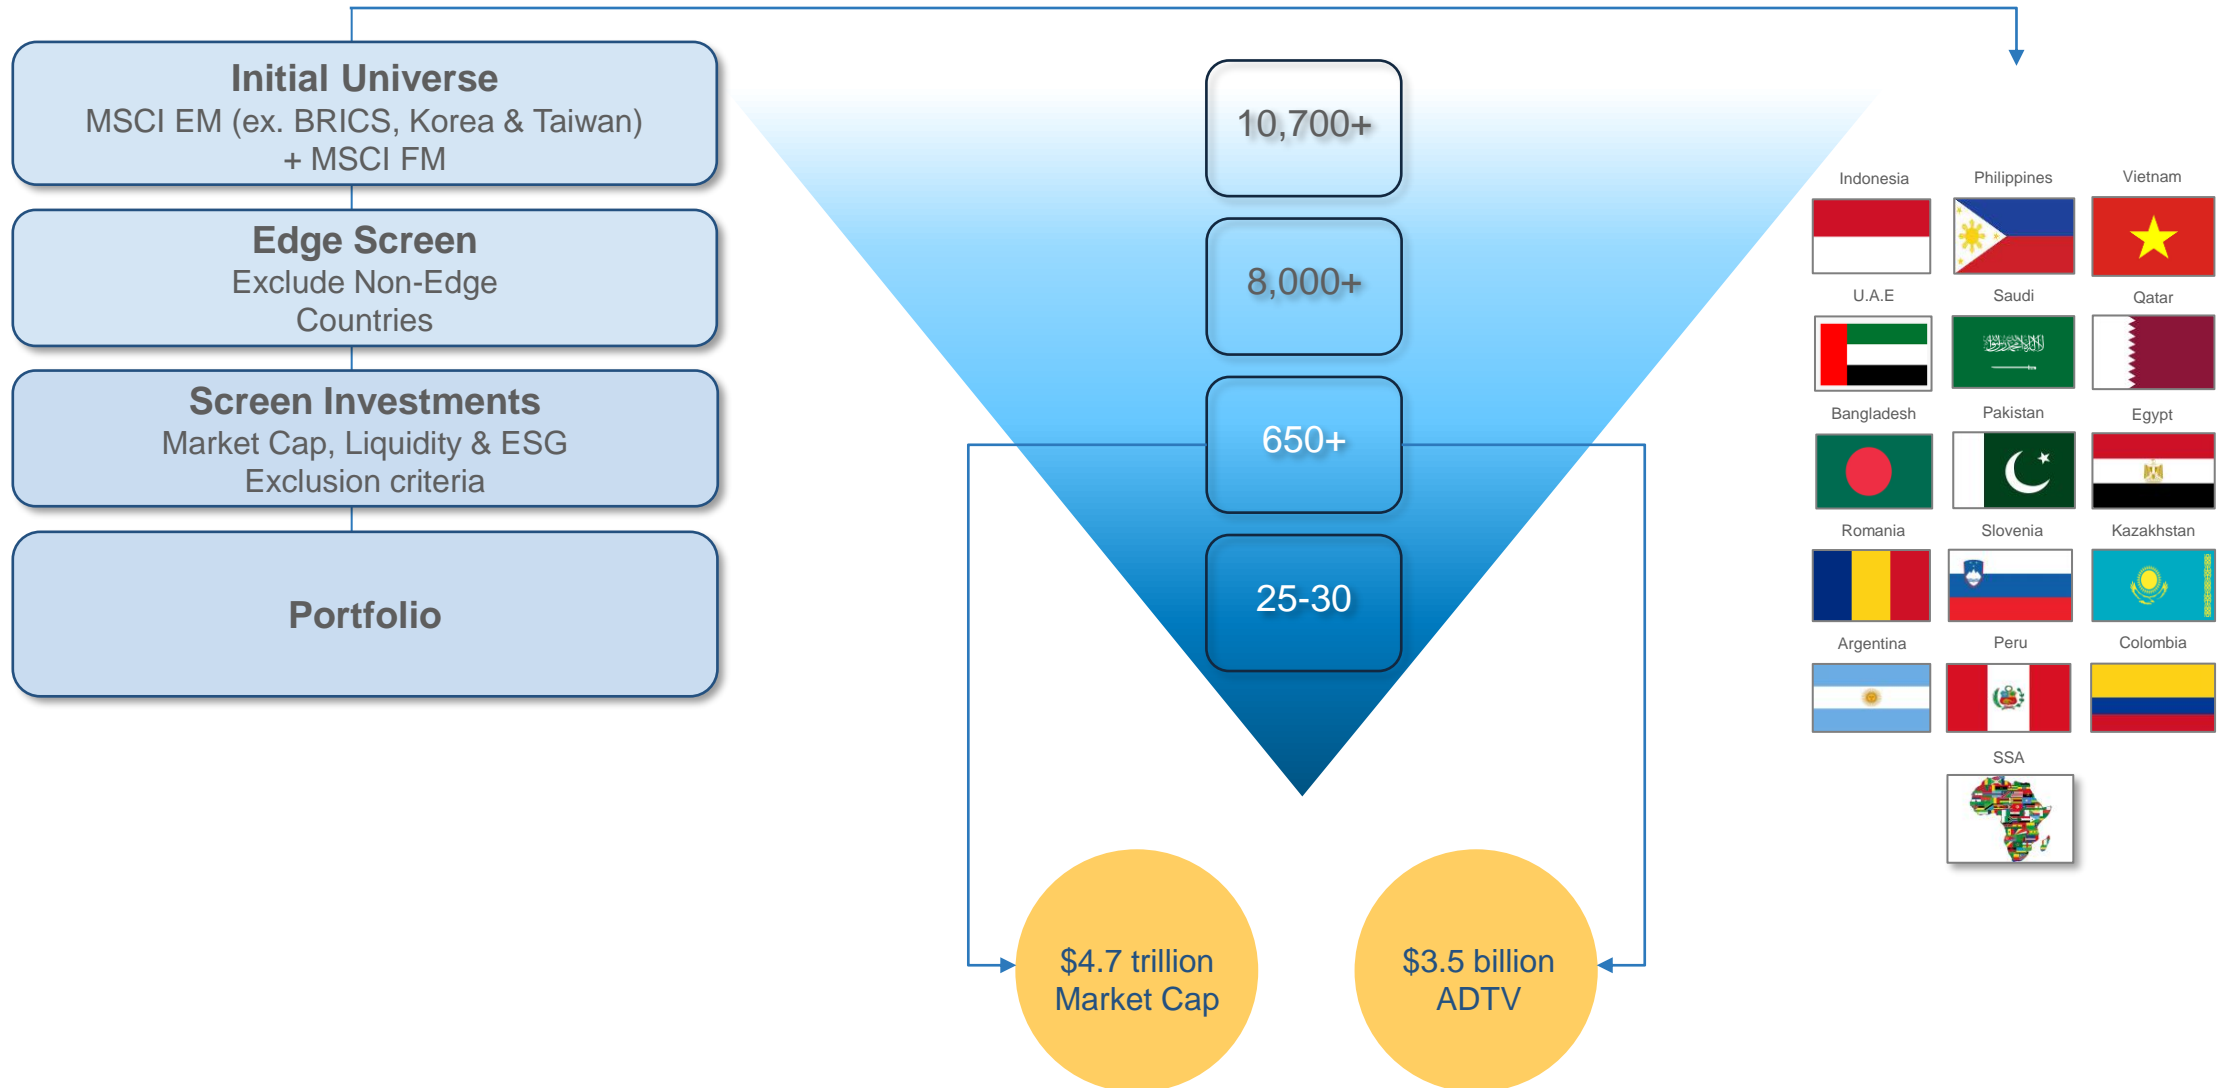 Initial Universe
MSCI EM (ex. BRICS, Korea & Taiwan)
+ MSCI FM
Edge Screen
Exclude Non-Edge
Countries
Screen Investments
Market Cap, Liquidity & ESG
Exclusion criteria
Portfolio
10,700+
8,000+
650+
25-30
$4.7 trillion
Market Cap
$3.5 billion
ADTV
Indonesia
Philippines
Vietnam
U.A.E
Saudi
Qatar
Bangladesh
Pakistan
Egypt
Romania
Slovenia
Kazakhstan
Argentina
Peru
Colombia
SSA